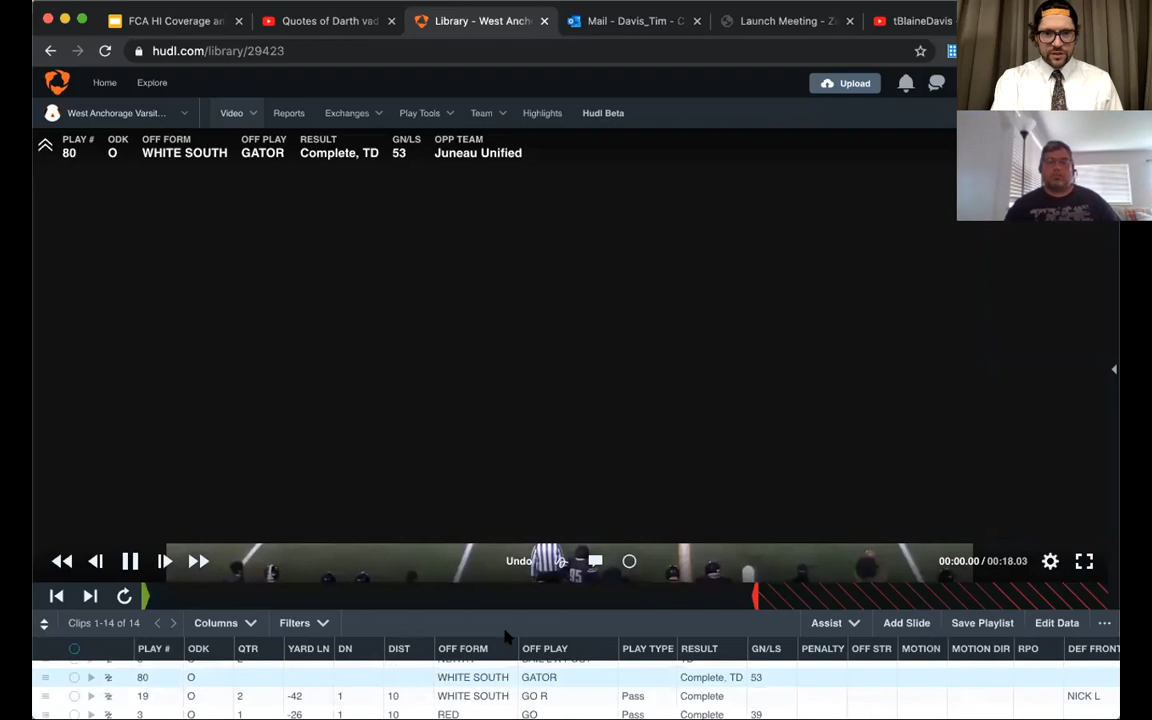 FCA HI Coverage an
Quotes of Darth vad
Library - West Ancho
Mail - Davis_Tim - O
Launch Meeting - Ze
tBlaineDavis
hudl.com/library/29423
Home Explore Upload
West Anchorage Varsit... Video Reports Exchanges Play Tools Team Highlights Hudl Beta
PLAY # ODK OFF FORM OFF PLAY RESULT GN/LS OPP TEAM
80 O WHITE SOUTH GATOR Complete, TD 53 Juneau Unified
95
Undo 00:00.00 / 00:18.03
Clips 1-14 of 14 Columns Filters Assist Add Slide Save Playlist Edit Data ...
PLAY # ODK QTR YARD LN DN DIST OFF FORM OFF PLAY PLAY TYPE RESULT GN/LS PENALTY OFF STR MOTION MOTION DIR RPO DEF FRONT
80 O WHITE SOUTH GATOR Complete, TD 53
19 O 2 -42 1 10 WHITE SOUTH GO R Pass Complete NICK L
3 O 1 -26 1 10 RED GO Pass Complete 39